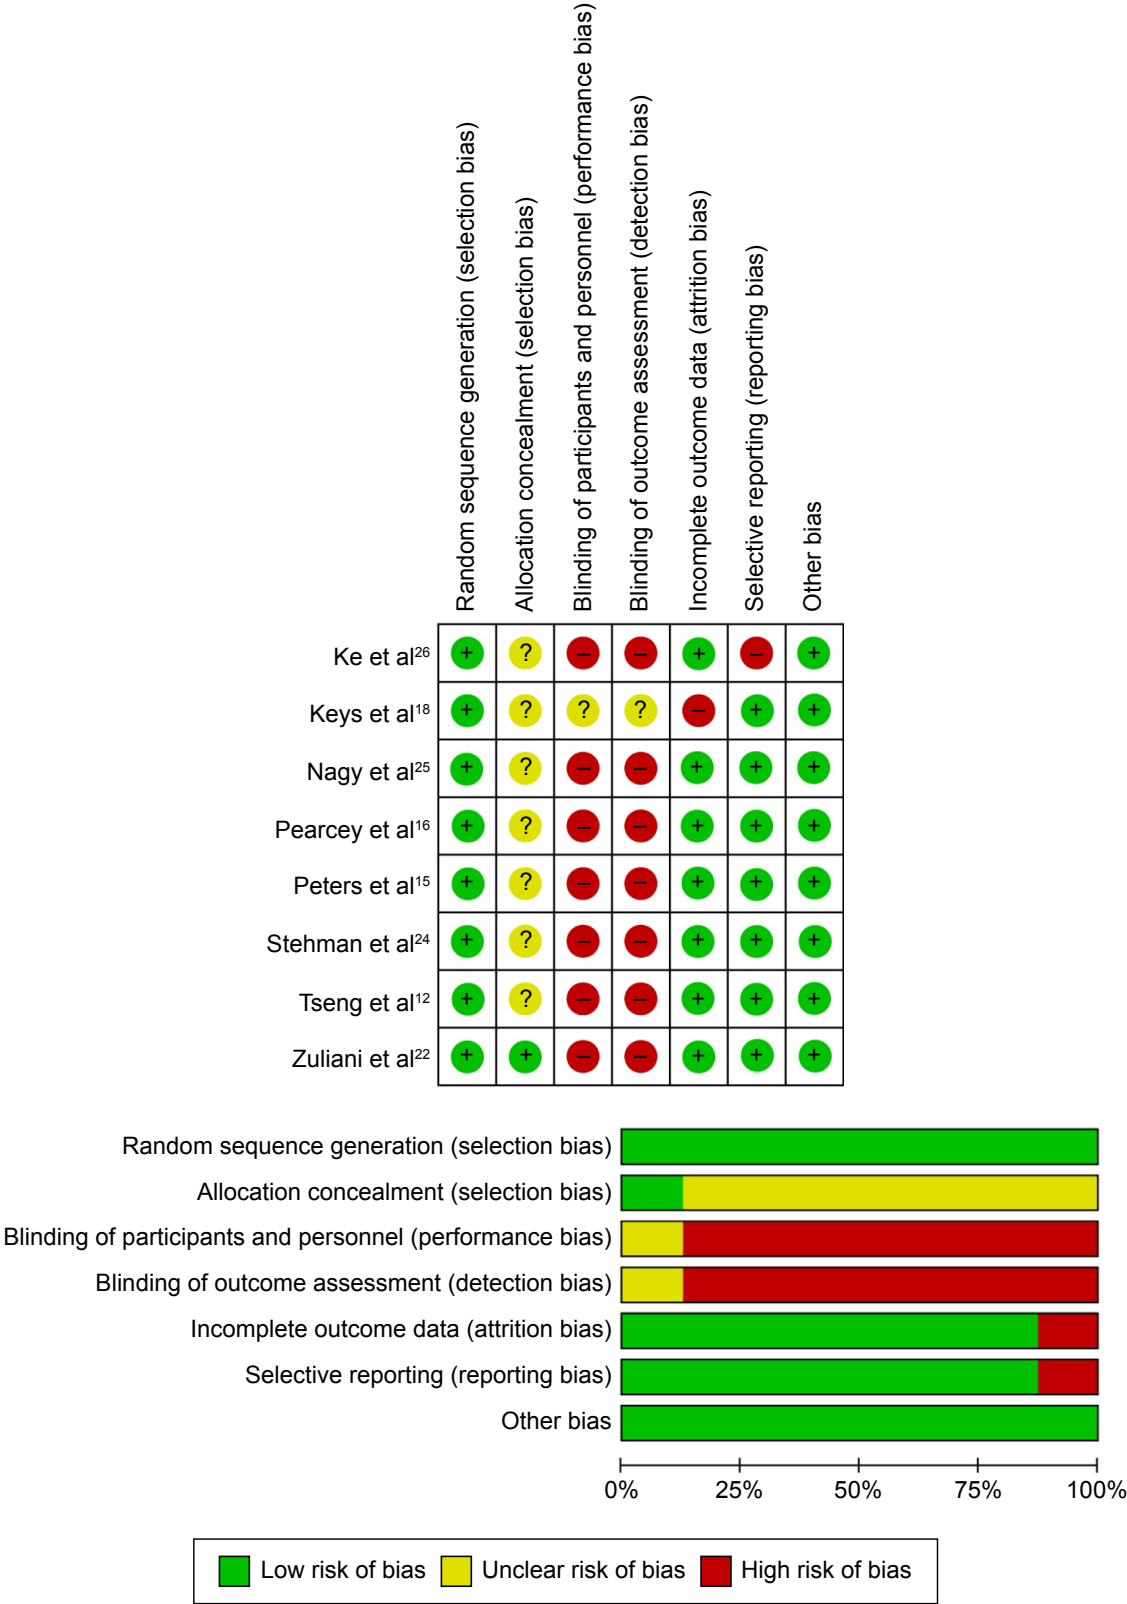 Random sequence generation (selection bias)
Allocation concealment (selection bias)
Blinding of participants and personnel (performance bias)
Blinding of outcome assessment (detection bias)
Incomplete outcome data (attrition bias)
Selective reporting (reporting bias)
Other bias
Ke et al²⁶ + ? – – + – +
Keys et al¹⁸ + ? ? ? – + +
Nagy et al²⁵ + ? – – + + +
Pearcey et al¹⁶ + ? – – + + +
Peters et al¹⁵ + ? – – + + +
Stehman et al²⁴ + ? – – + + +
Tseng et al¹² + ? – – + + +
Zuliani et al²² + + – – + + +
Random sequence generation (selection bias)
Allocation concealment (selection bias)
Blinding of participants and personnel (performance bias)
Blinding of outcome assessment (detection bias)
Incomplete outcome data (attrition bias)
Selective reporting (reporting bias)
Other bias
0% 25% 50% 75% 100%
Low risk of bias Unclear risk of bias High risk of bias